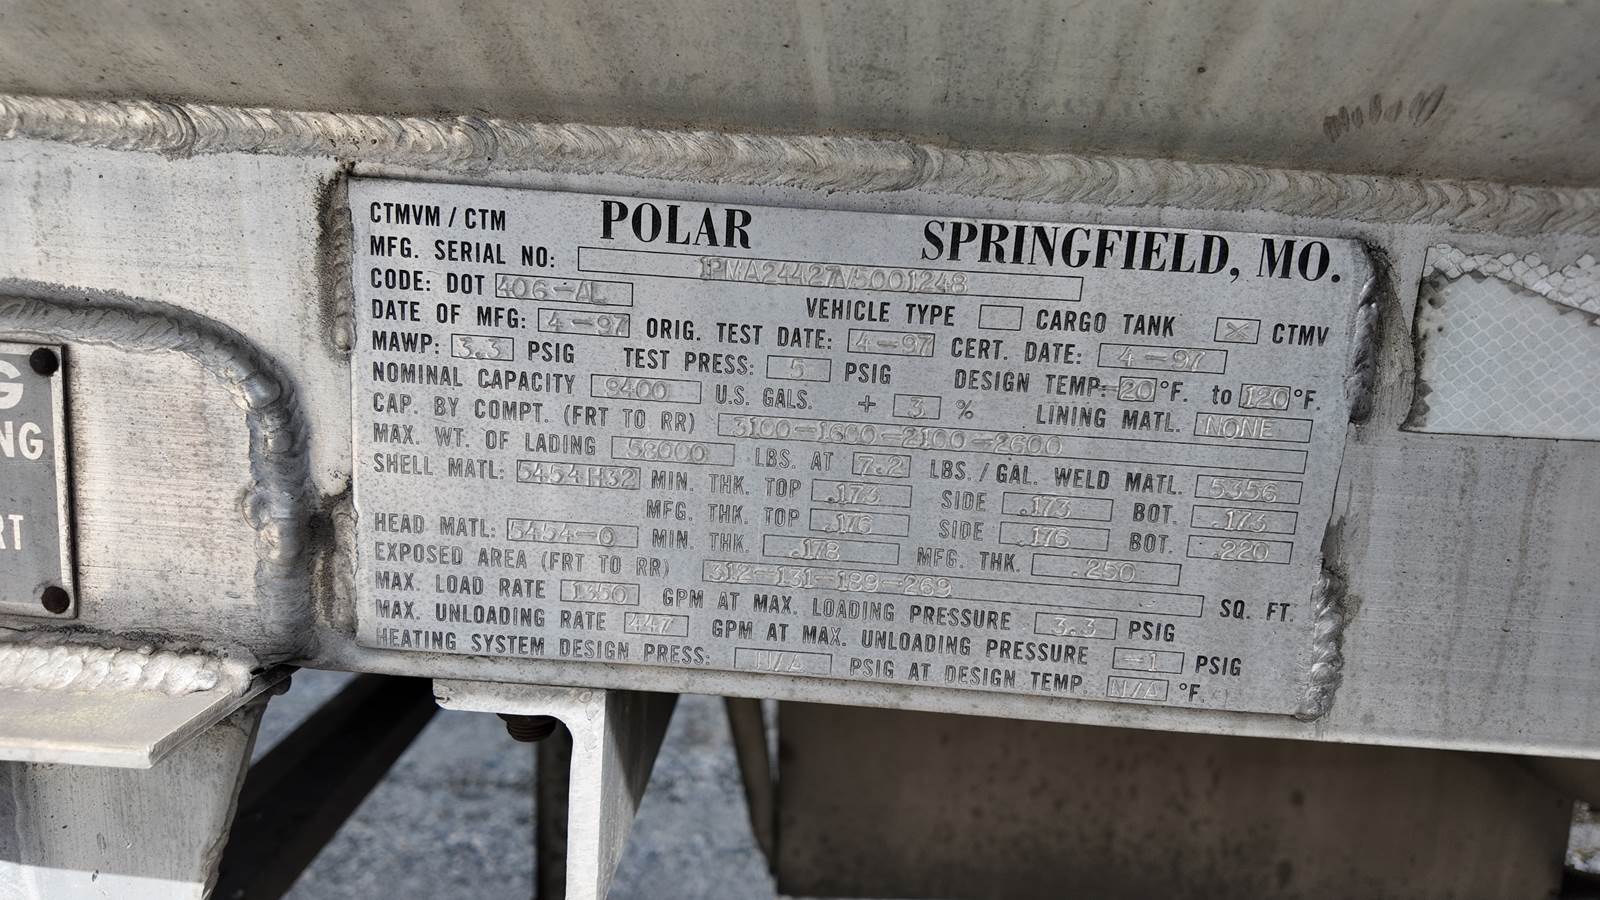 CTMVM / CTM POLAR SPRINGFIELD, MO.
MFG. SERIAL NO: 1PMA24427V5001248
CODE: DOT 406-AL VEHICLE TYPE CARGO TANK X CTMV
DATE OF MFG: 4-97 ORIG. TEST DATE: 4-97 CERT. DATE: 4-97
MAWP: 3.3 PSIG TEST PRESS: 5 PSIG DESIGN TEMP: -20 °F. to 120 °F.
NOMINAL CAPACITY 9400 U.S. GALS. + 3 % LINING MATL. NONE
CAP. BY COMPT. (FRT TO RR) 3100-1600-2100-2600
MAX. WT. OF LADING 58000 LBS. AT 7.2 LBS./GAL. WELD MATL. 5356
SHELL MATL: 5454H32 MIN. THK. TOP .173 SIDE .173 BOT. .173
MFG. THK. TOP .176 SIDE .176 BOT. .220
HEAD MATL: 5454-0 MIN. THK. .178 MFG. THK. .250
EXPOSED AREA (FRT TO RR) 312-131-189-269 SQ. FT.
MAX. LOAD RATE 1350 GPM AT MAX. LOADING PRESSURE 3.3 PSIG
MAX. UNLOADING RATE 447 GPM AT MAX. UNLOADING PRESSURE -1 PSIG
HEATING SYSTEM DESIGN PRESS: N/A PSIG AT DESIGN TEMP. N/A °F.